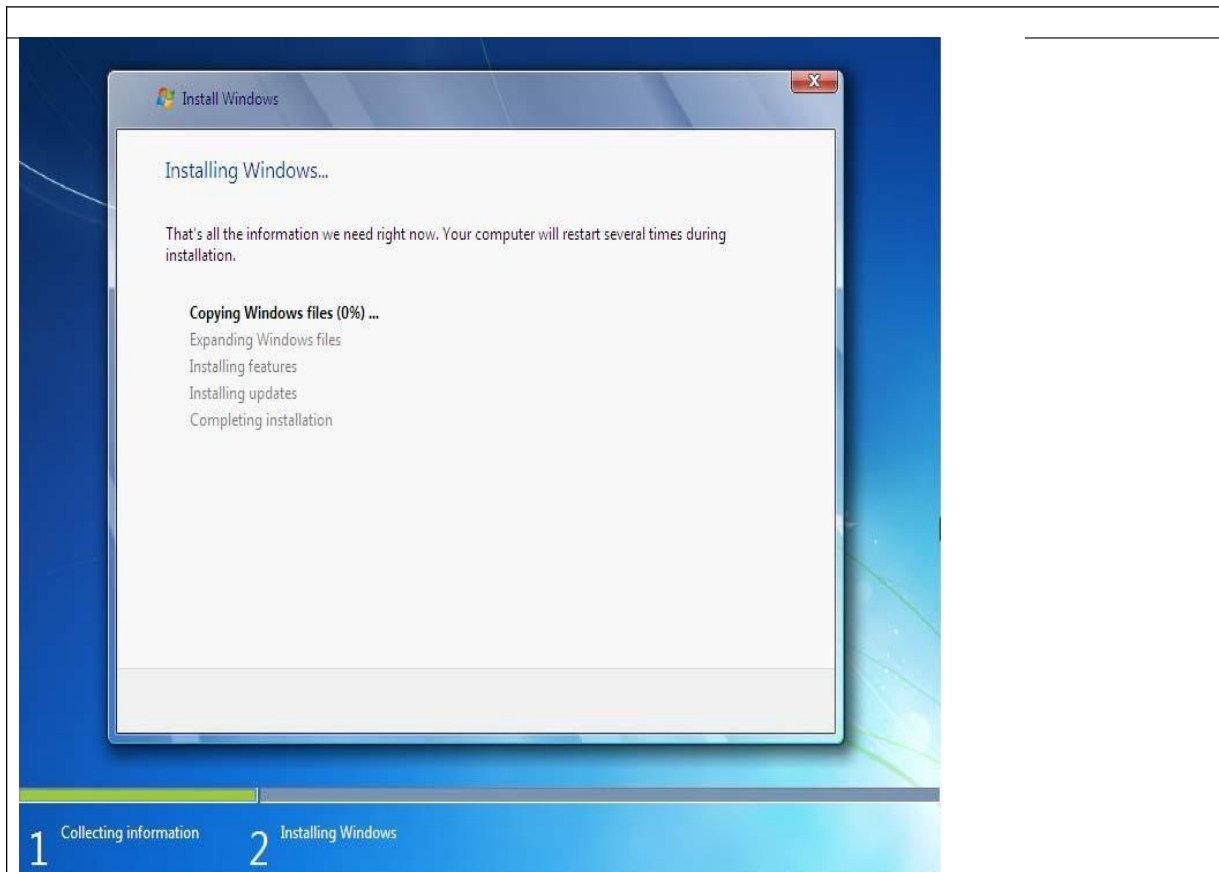 Install Windows
Installing Windows...
That's all the information we need right now. Your computer will restart several times during
installation.
Copying Windows files (0%) ...
Expanding Windows files
Installing features
Installing updates
Completing installation
1 Collecting information 2 Installing Windows